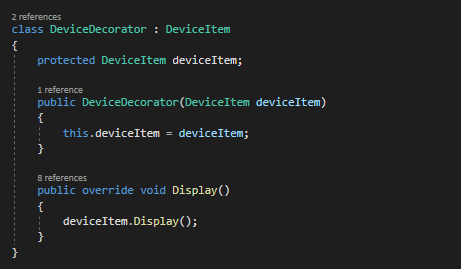 2 references
class DeviceDecorator : DeviceItem
{
    protected DeviceItem deviceItem;
    1 reference
    public DeviceDecorator(DeviceItem deviceItem)
    {
        this.deviceItem = deviceItem;
    }
    8 references
    public override void Display()
    {
        deviceItem.Display();
    }
}